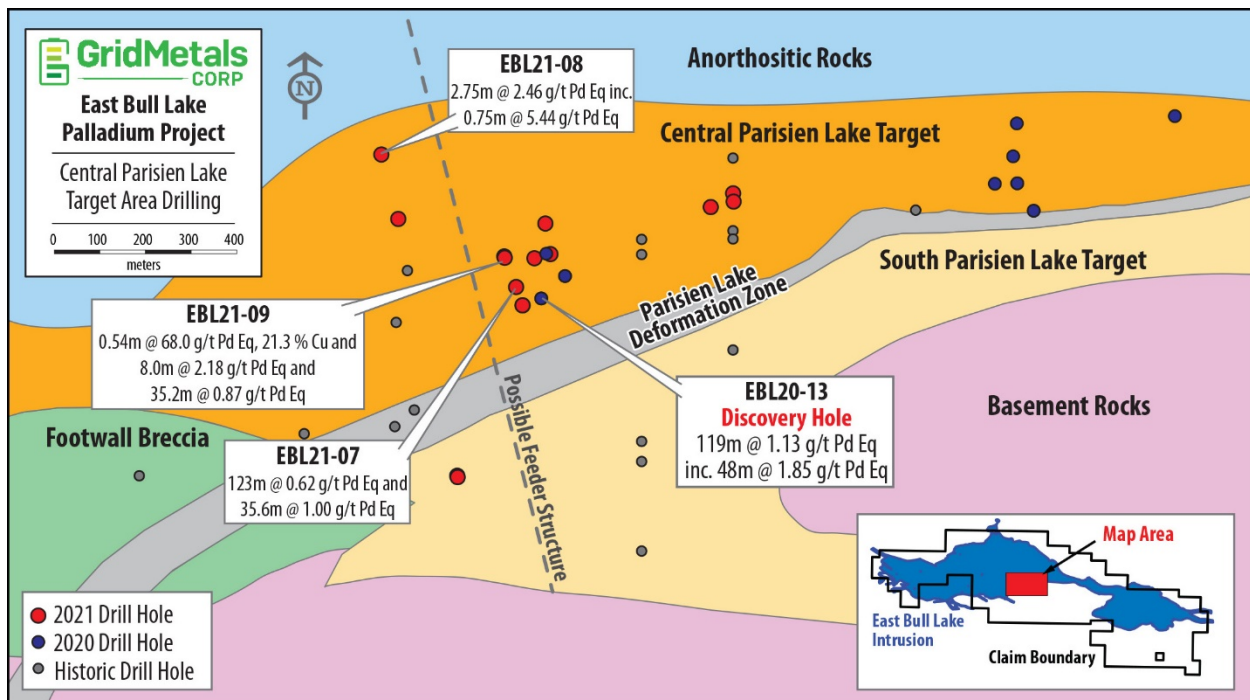 GridMetals
CORP
East Bull Lake
Palladium Project
Central Parisien Lake
Target Area Drilling
0 100 200 300 400
meters
N
EBL21-08
2.75m @ 2.46 g/t Pd Eq inc.
0.75m @ 5.44 g/t Pd Eq
Anorthositic Rocks
Central Parisien Lake Target
South Parisien Lake Target
Parisien Lake
Deformation Zone
EBL21-09
0.54m @ 68.0 g/t Pd Eq, 21.3 % Cu and
8.0m @ 2.18 g/t Pd Eq and
35.2m @ 0.87 g/t Pd Eq
Possible Feeder Structure
EBL20-13
Discovery Hole
119m @ 1.13 g/t Pd Eq
inc. 48m @ 1.85 g/t Pd Eq
Basement Rocks
Footwall Breccia
EBL21-07
123m @ 0.62 g/t Pd Eq and
35.6m @ 1.00 g/t Pd Eq
2021 Drill Hole
2020 Drill Hole
Historic Drill Hole
Map Area
East Bull Lake
Intrusion
Claim Boundary